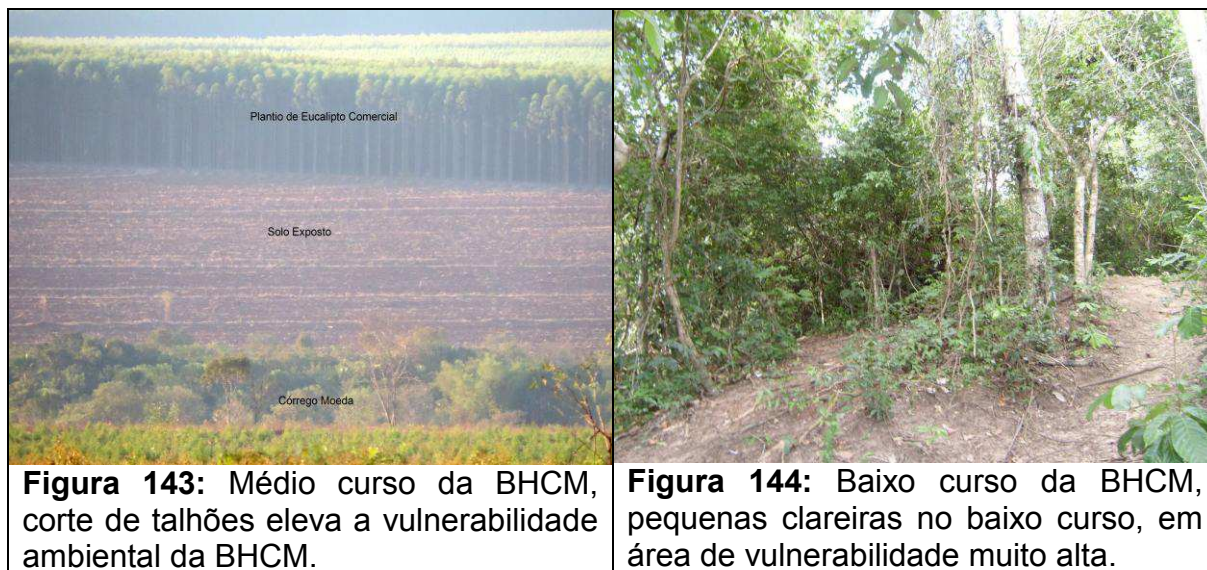 Plantio de Eucalipto Comercial
Solo Exposto
Córrego Moeda
Figura 143: Médio curso da BHCM,
corte de talhões eleva a vulnerabilidade
ambiental da BHCM.
Figura 144: Baixo curso da BHCM,
pequenas clareiras no baixo curso, em
área de vulnerabilidade muito alta.